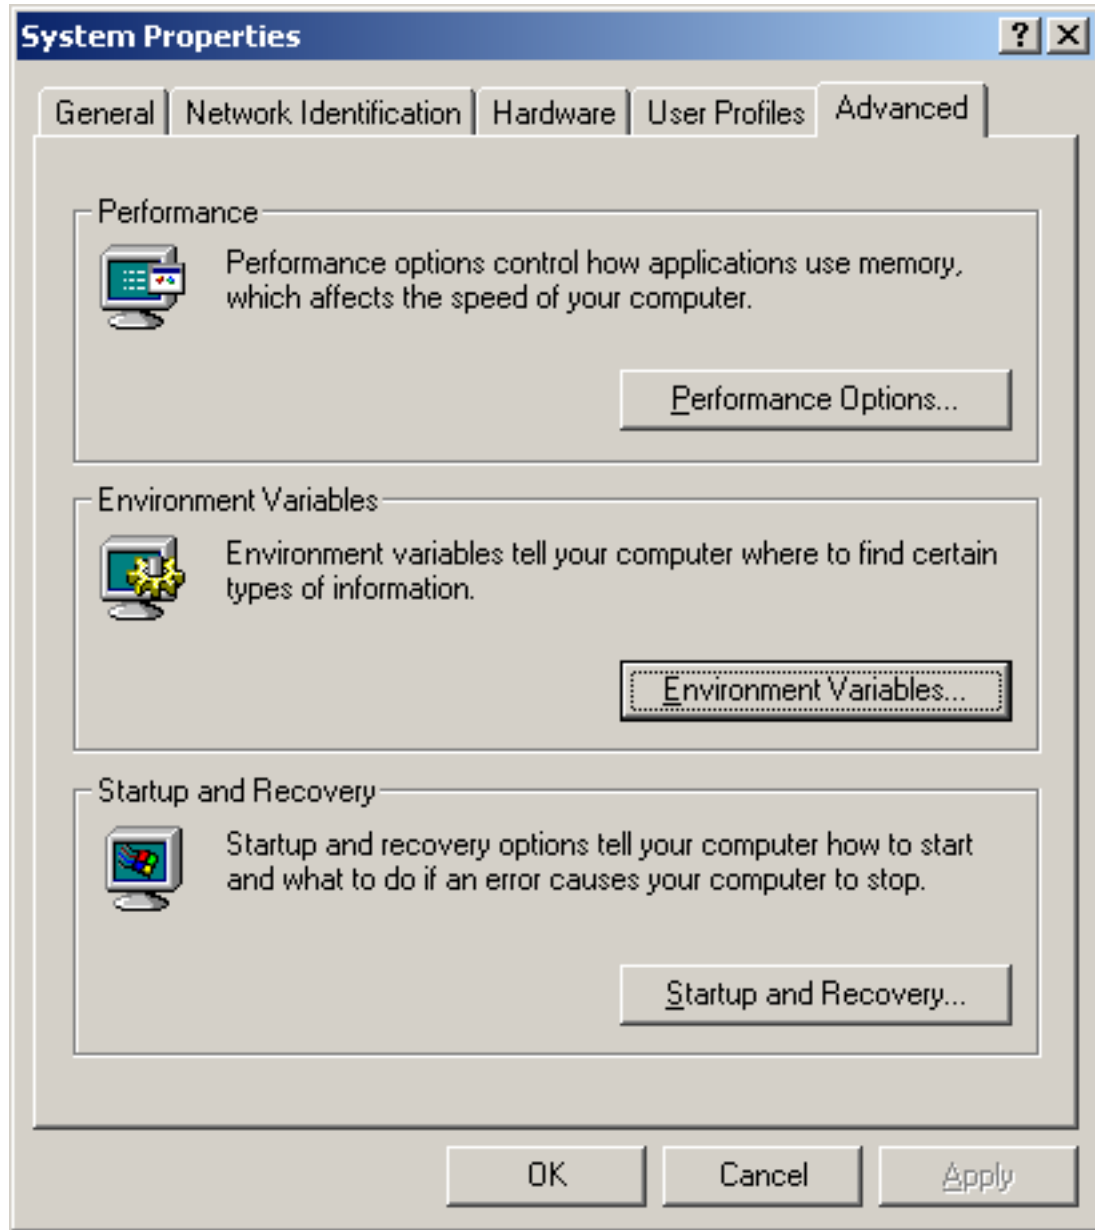 System Properties
General Network Identification Hardware User Profiles Advanced
Performance
Performance options control how applications use memory,
which affects the speed of your computer.
Performance Options...
Environment Variables
Environment variables tell your computer where to find certain
types of information.
Environment Variables...
Startup and Recovery
Startup and recovery options tell your computer how to start
and what to do if an error causes your computer to stop.
Startup and Recovery...
OK Cancel Apply